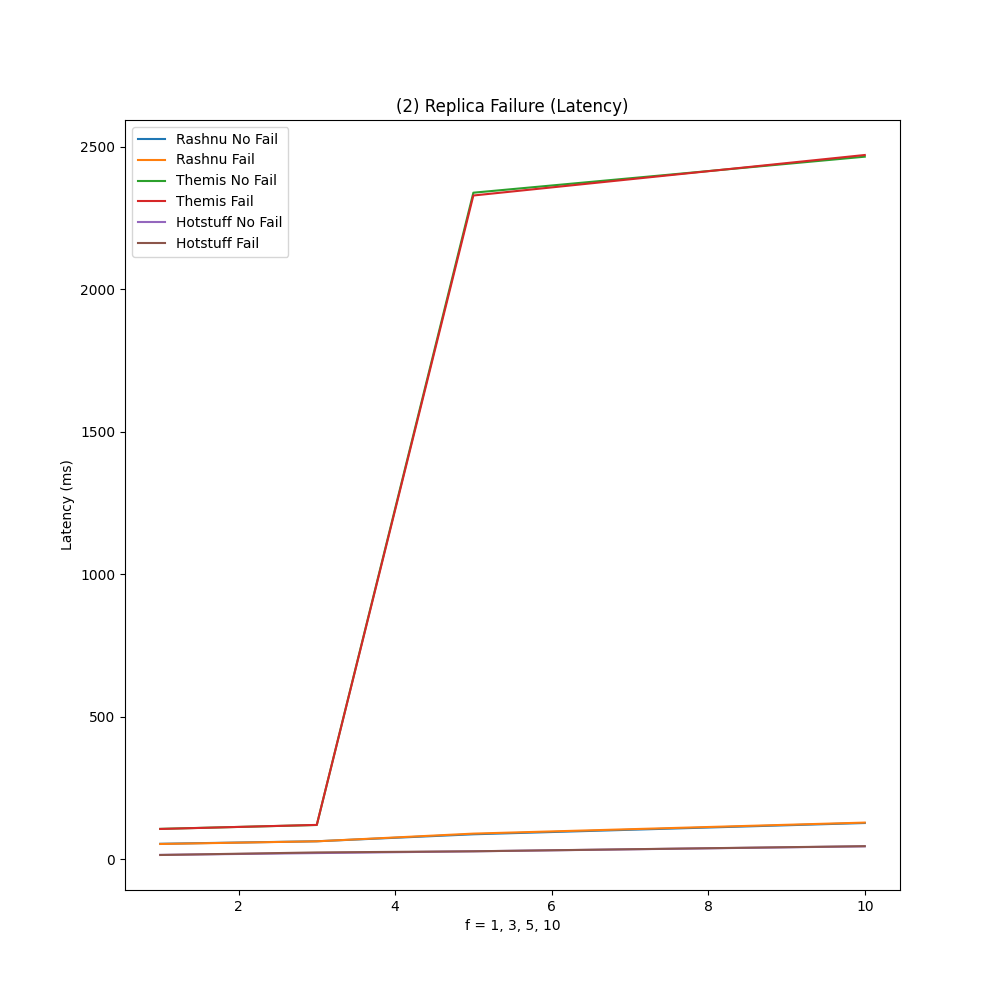 (2) Replica Failure (Latency)
Rashnu No Fail
Rashnu Fail
Themis No Fail
Themis Fail
Hotstuff No Fail
Hotstuff Fail
2500
2000
1500
1000
500
0
Latency (ms)
2 4 6 8 10
f = 1, 3, 5, 10